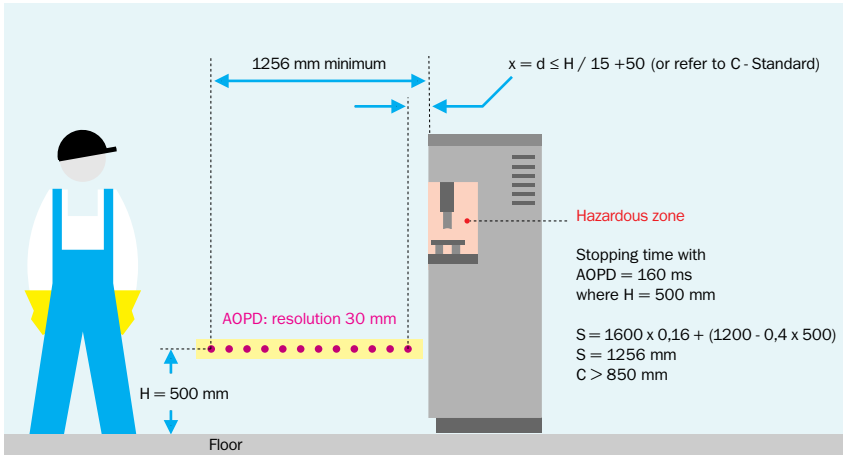 1256 mm minimum
x = d ≤ H / 15 +50 (or refer to C - Standard)
Hazardous zone
Stopping time with
AOPD = 160 ms
where H = 500 mm
AOPD: resolution 30 mm
S = 1600 x 0,16 + (1200 - 0,4 x 500)
S = 1256 mm
C > 850 mm
H = 500 mm
Floor